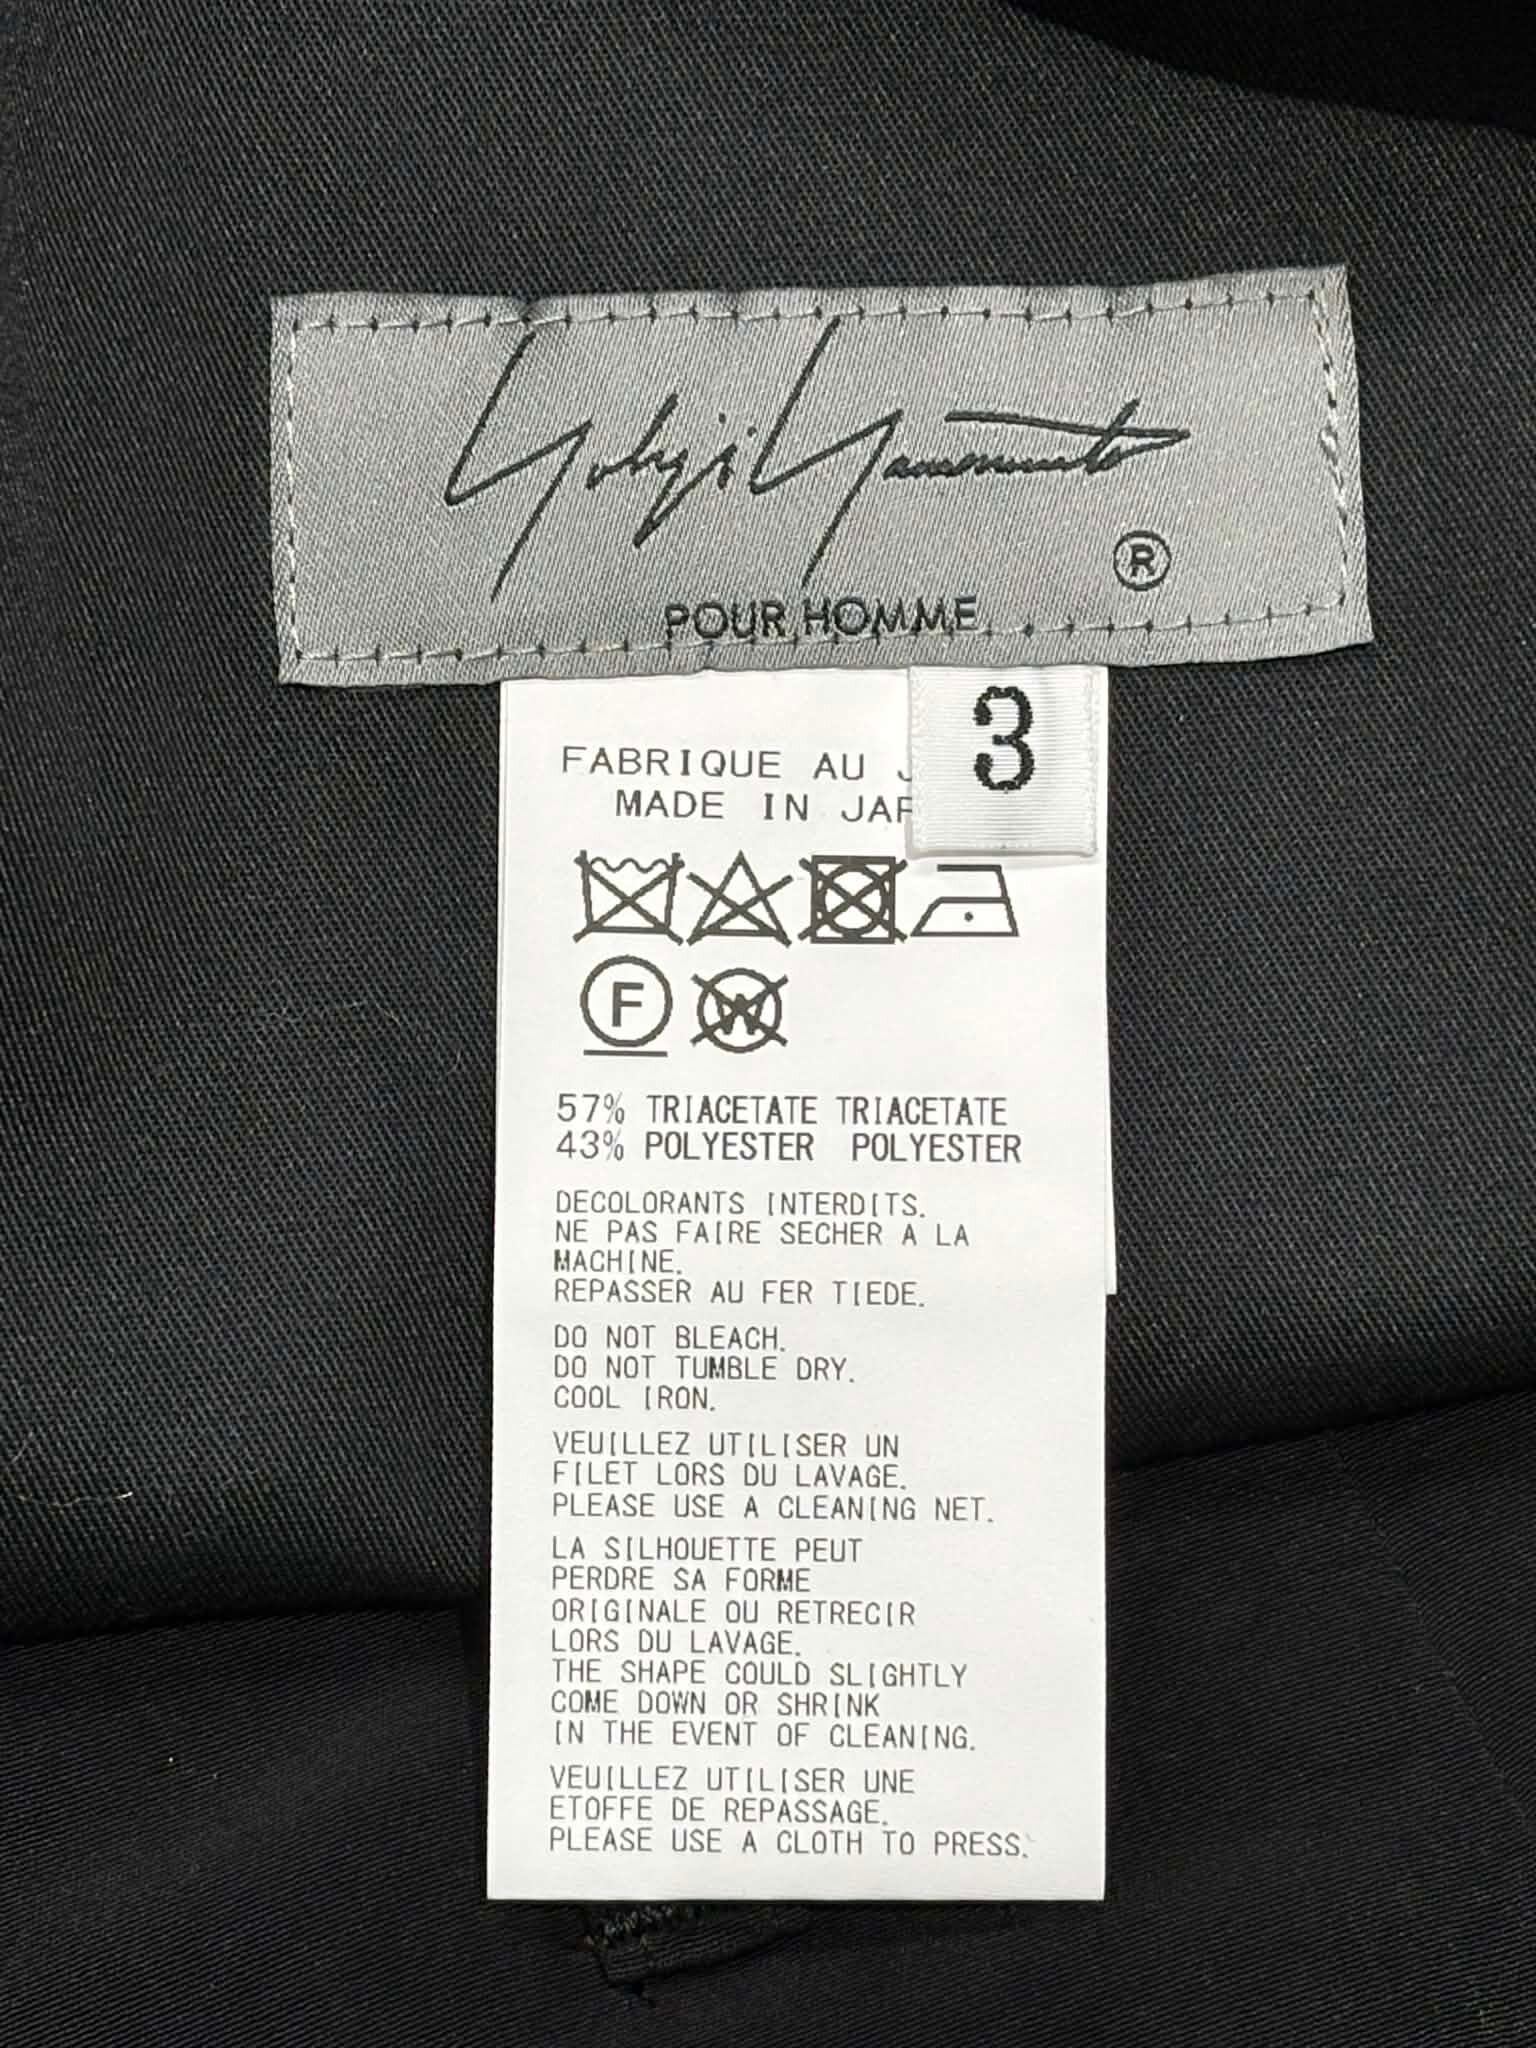 Yohji Yamamoto
®
POUR HOMME
3
FABRIQUE AU
MADE IN
F
W
57% TRIACETATE TRIACETATE
43% POLYESTER POLYESTER
DECOLORANTS INTERDITS.
NE PAS FAIRE SECHER A LA
MACHINE.
REPASSER AU FER TIEDE.
DO NOT BLEACH.
DO NOT TUMBLE DRY.
COOL IRON.
VEUILLEZ UTILISER UN
FILET LORS DU LAVAGE.
PLEASE USE A CLEANING NET.
LA SILHOUETTE PEUT
PERDRE SA FORME
ORIGINALE OU RETRECIR
LORS DU LAVAGE.
THE SHAPE COULD SLIGHTLY
COME DOWN OR SHRINK
IN THE EVENT OF CLEANING.
VEUILLEZ UTILISER UNE
ETOFFE DE REPASSAGE.
PLEASE USE A CLOTH TO PRESS.